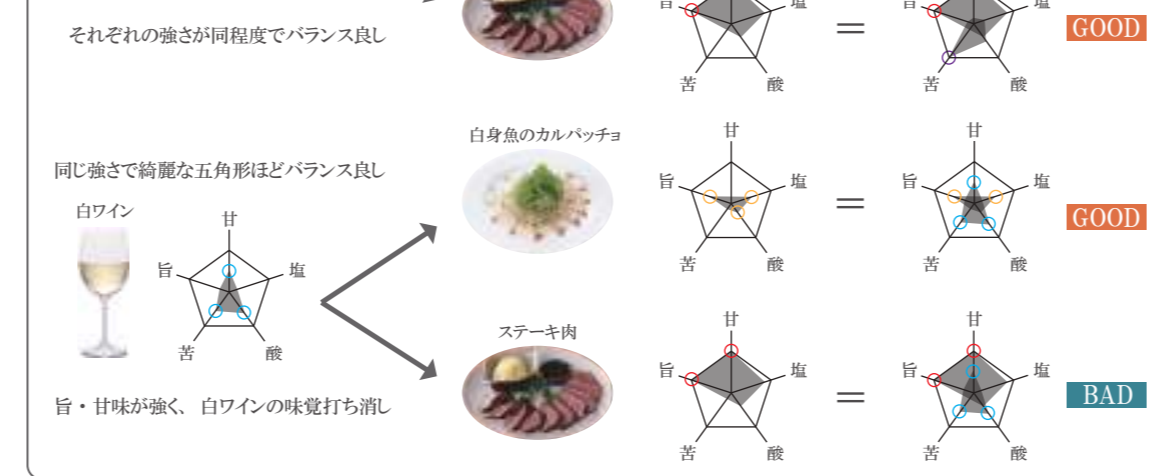 旨
塩
旨
塩
それぞれの強さが同程度でバランス良し
=
GOOD
苦
酸
苦
酸
白身魚のカルパッチョ
甘
甘
同じ強さで綺麗な五角形ほどバランス良し
旨
塩
旨
塩
白ワイン
=
GOOD
甘
旨
塩
苦
酸
苦
酸
ステーキ肉
甘
甘
苦
酸
旨
塩
旨
塩
旨・甘味が強く、白ワインの味覚打ち消し
=
BAD
苦
酸
苦
酸